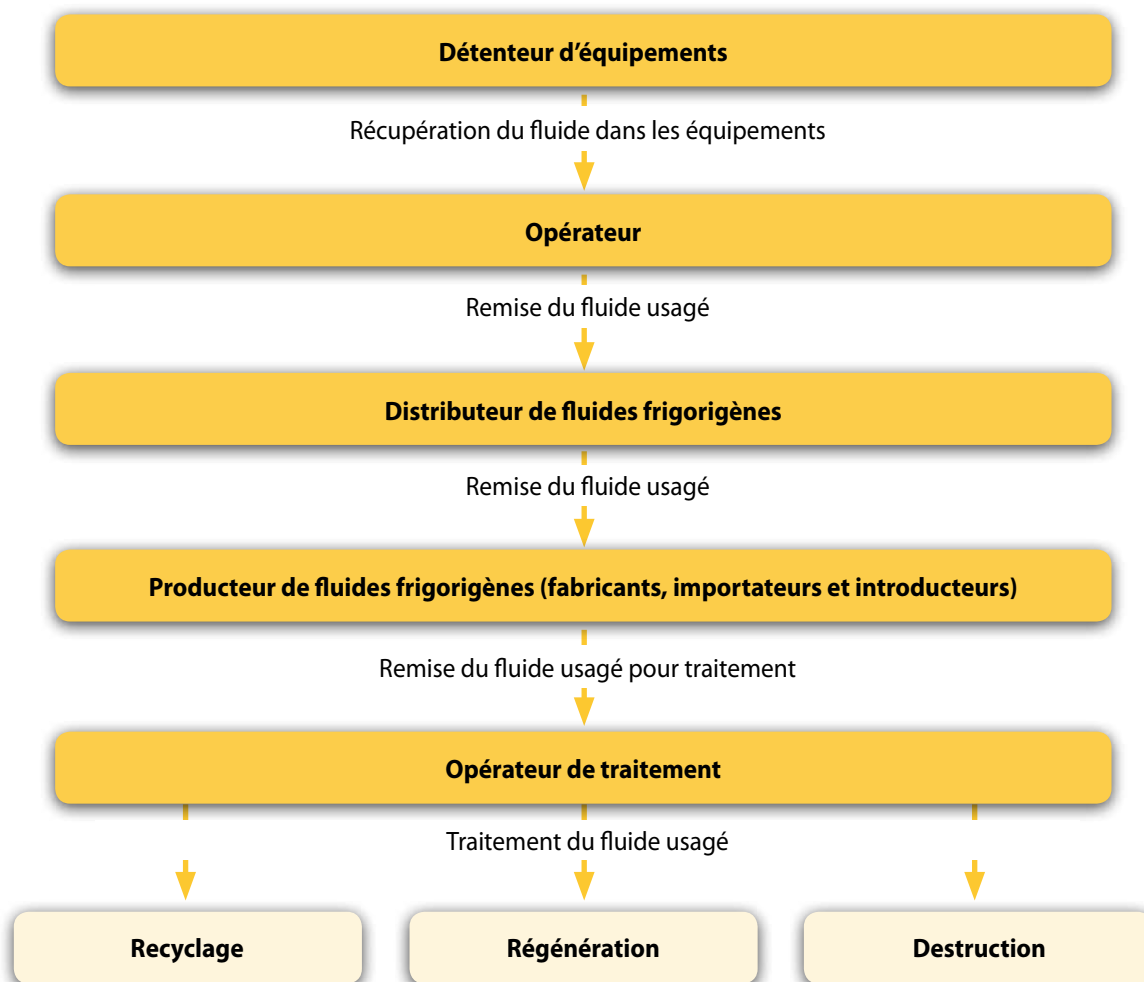 Détenteur d’équipements
Récupération du fluide dans les équipements
Opérateur
Remise du fluide usagé
Distributeur de fluides frigorigènes
Remise du fluide usagé
Producteur de fluides frigorigènes (fabricants, importateurs et introducteurs)
Remise du fluide usagé pour traitement
Opérateur de traitement
Traitement du fluide usagé
Recyclage
Régénération
Destruction